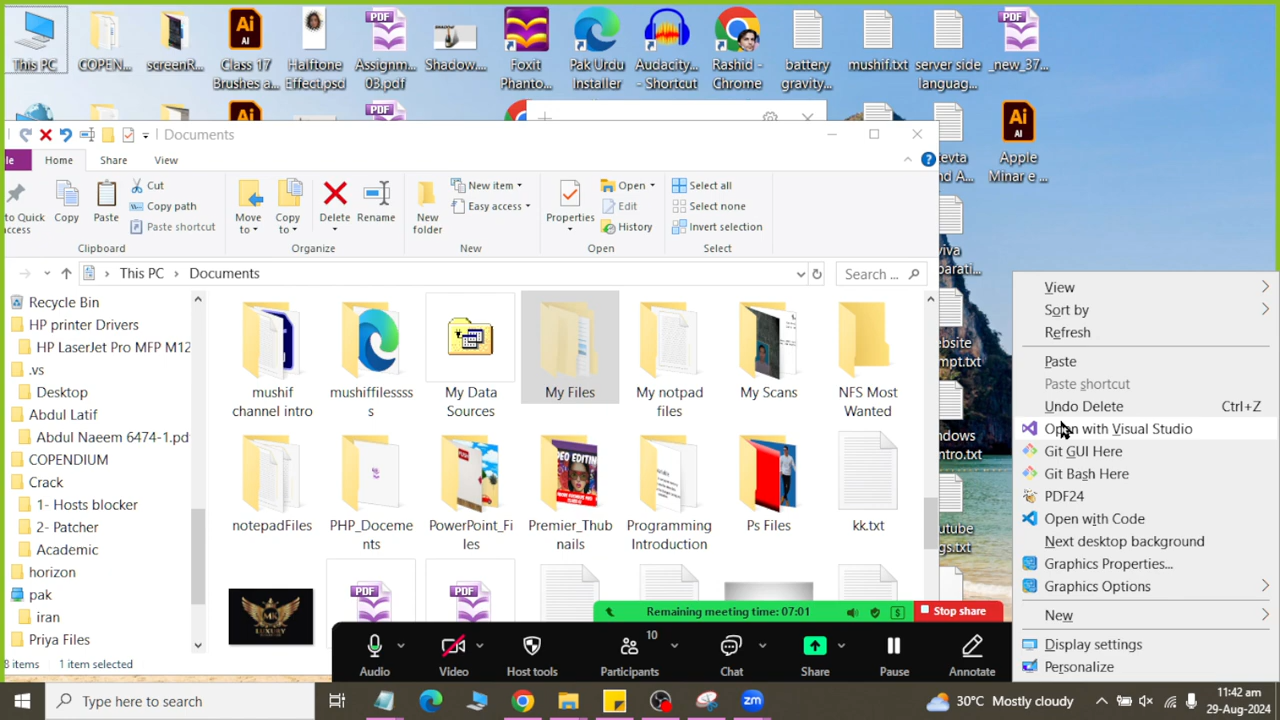 This PC
COPEN...
screenR...
Class 17
Brushes a...
Halftone
Effect.psd
Assignm...
03.pdf
Shadow....
Foxit
Phanto...
Pak Urdu
Installer
Audacity
- Shortcut
Rashid -
Chrome
battery
gravity...
mushif.txt
server side
languag...
_new_37...
Apple
Minar e ...
Documents
Home
Share
View
Copy
Paste
Cut
Copy path
Paste shortcut
Clipboard
Move
to
Copy
to
Delete
Rename
Organize
New
folder
New item
Easy access
New
Properties
Open
Edit
History
Open
Select all
Select none
Invert selection
Select
This PC > Documents
Search ...
Recycle Bin
HP printer Drivers
HP LaserJet Pro MFP M12
.vs
Desktop
Abdul Latif
Abdul Naeem 6474-1.pd
COPENDIUM
Crack
1- Hosts blocker
2- Patcher
Academic
horizon
pak
iran
Priya Files
mushif
channel intro
mushiffilessss
s
My Data
Sources
My Files
My notpad
files
My Scans
NFS Most
Wanted
notepadFiles
PHP_Doceme
nts
PowerPoint_Fi
les
Premier_Thub
nails
Programming
Introduction
Ps Files
kk.txt
8 items
1 item selected
View
Sort by
Refresh
Paste
Paste shortcut
Undo Delete Ctrl+Z
Open with Visual Studio
Git GUI Here
Git Bash Here
PDF24
Open with Code
Next desktop background
Graphics Properties...
Graphics Options
New
Display settings
Personalize
Remaining meeting time: 07:01
Stop share
Audio
Video
Host tools
10
Participants
Chat
Share
Pause
Annotate
Type here to search
30°C Mostly cloudy
11:42 am
29-Aug-2024